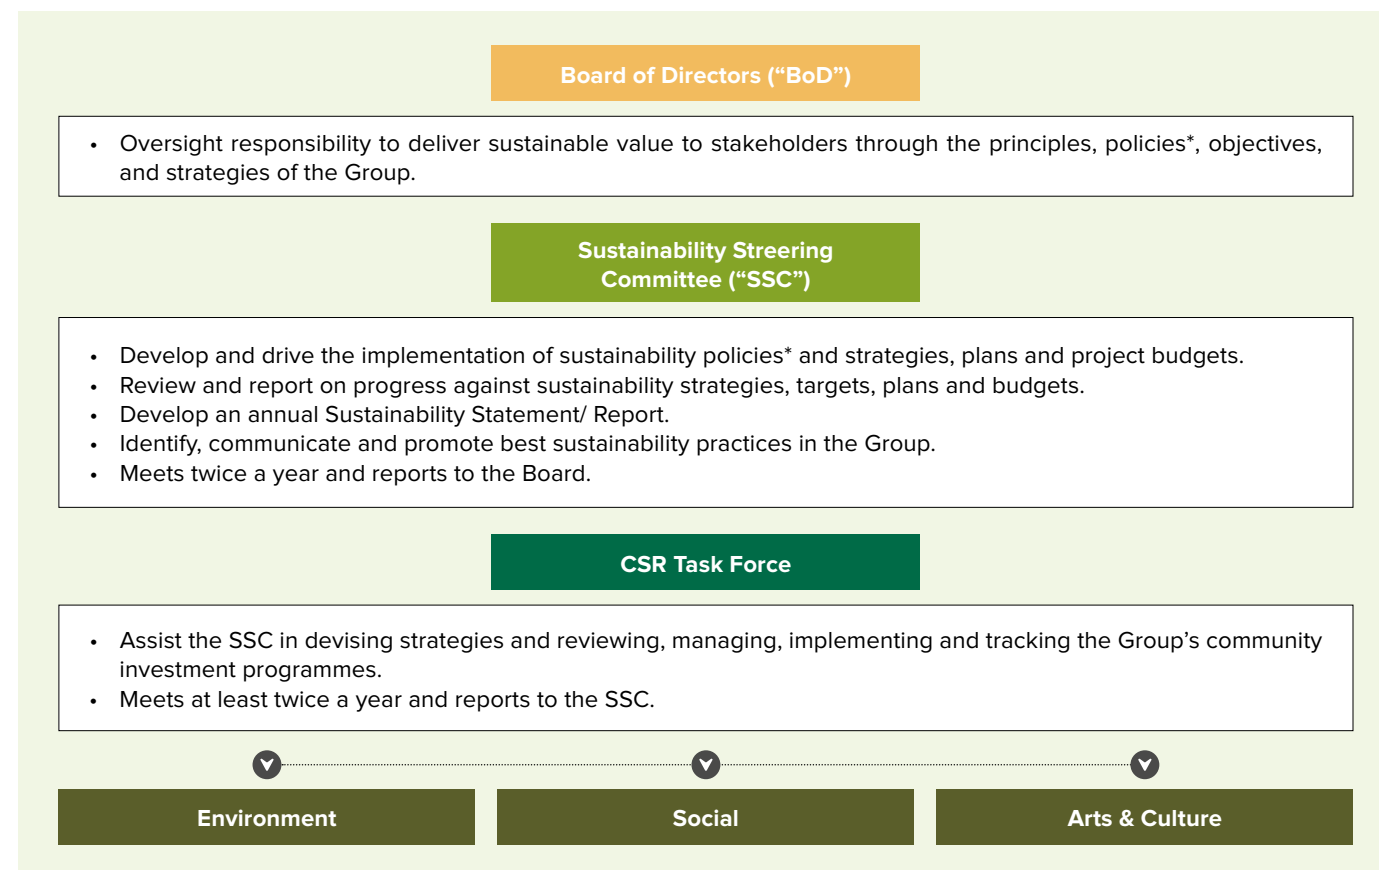 Board of Directors (“BoD”)
• Oversight responsibility to deliver sustainable value to stakeholders through the principles, policies*, objectives,
and strategies of the Group.
Sustainability Streering
Committee (“SSC”)
• Develop and drive the implementation of sustainability policies* and strategies, plans and project budgets.
• Review and report on progress against sustainability strategies, targets, plans and budgets.
• Develop an annual Sustainability Statement/ Report.
• Identify, communicate and promote best sustainability practices in the Group.
• Meets twice a year and reports to the Board.
CSR Task Force
• Assist the SSC in devising strategies and reviewing, managing, implementing and tracking the Group’s community
investment programmes.
• Meets at least twice a year and reports to the SSC.
Environment
Social
Arts & Culture